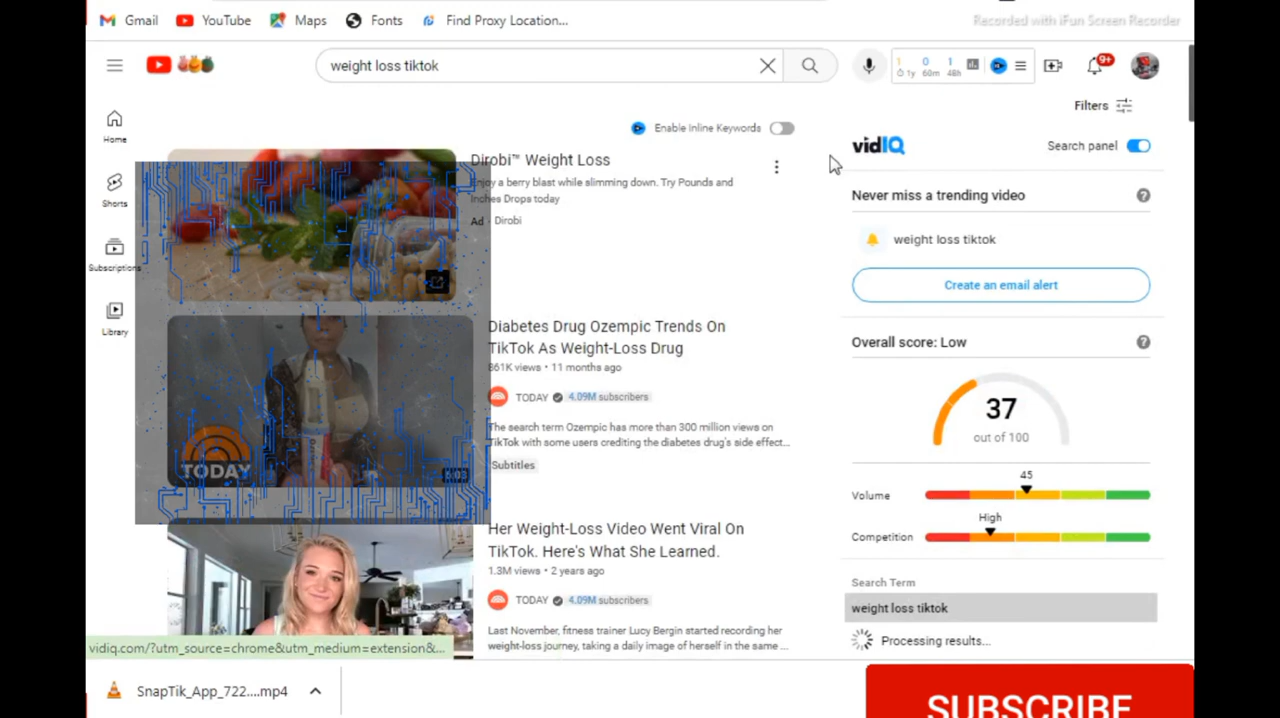 Gmail
YouTube
Maps
Fonts
Find Proxy Location...
Recorded with iFun Screen Recorder
weight loss tiktok
1 0 1
1y 60m 48h
9+
Filters
Home
Shorts
Subscriptions
Library
Enable Inline Keywords
Dirobi™ Weight Loss
Enjoy a berry blast while slimming down. Try Pounds and
Inches Drops today
Ad · Dirobi
TODAY
Diabetes Drug Ozempic Trends On
TikTok As Weight-Loss Drug
861K views • 11 months ago
TODAY 4.09M subscribers
The search term Ozempic has more than 300 million views on
TikTok with some users crediting the diabetes drug's side effect...
Subtitles
Her Weight-Loss Video Went Viral On
TikTok. Here's What She Learned.
1.3M views • 2 years ago
TODAY 4.09M subscribers
Last November, fitness trainer Lucy Bergin started recording her
weight-loss journey, taking a daily image of herself in the same ...
vidIQ
Search panel
Never miss a trending video
weight loss tiktok
Create an email alert
Overall score: Low
37
out of 100
45
Volume
High
Competition
Search Term
weight loss tiktok
Processing results...
vidiq.com/?utm_source=chrome&utm_medium=extension&...
SnapTik_App_722....mp4
SUBSCRIBE